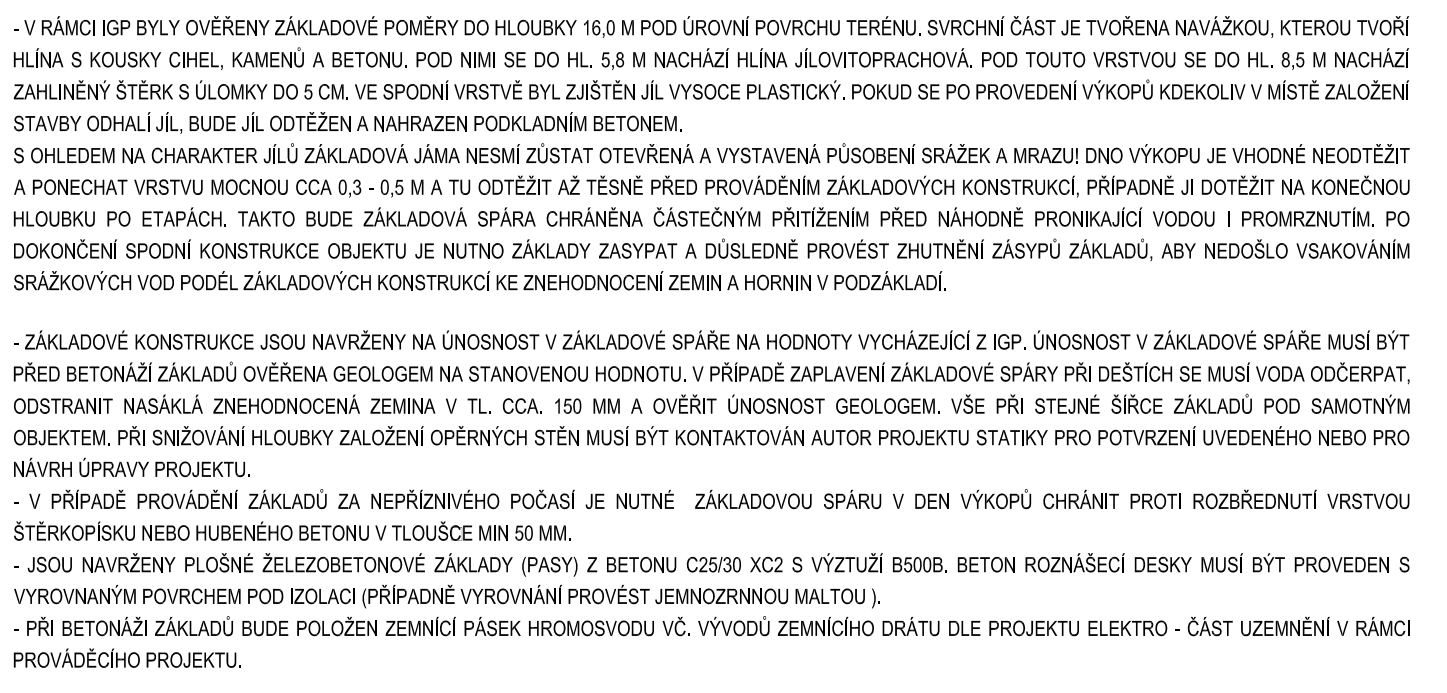 - V RÁMCI IGP BYLY OVĚŘENY ZÁKLADOVÉ POMĚRY DO HLOUBKY 16,0 M POD ÚROVNÍ POVRCHU TERÉNU. SVRCHNÍ ČÁST JE TVOŘENA NAVÁŽKOU, KTEROU TVOŘÍ
HLÍNA S KOUSKY CIHEL, KAMENŮ A BETONU. POD NIMI SE DO HL. 5,8 M NACHÁZÍ HLÍNA JÍLOVITOPRACHOVÁ. POD TOUTO VRSTVOU SE DO HL. 8,5 M NACHÁZÍ
ZAHLINĚNÝ ŠTĚRK S ÚLOMKY DO 5 CM. VE SPODNÍ VRSTVĚ BYL ZJIŠTĚN JÍL VYSOCE PLASTICKÝ. POKUD SE PO PROVEDENÍ VÝKOPŮ KDEKOLIV V MÍSTĚ ZALOŽENÍ
STAVBY ODHALÍ JÍL, BUDE JÍL ODTĚŽEN A NAHRAZEN PODKLADNÍM BETONEM.
S OHLEDEM NA CHARAKTER JÍLŮ ZÁKLADOVÁ JÁMA NESMÍ ZŮSTAT OTEVŘENÁ A VYSTAVENÁ PŮSOBENÍ SRÁŽEK A MRAZU! DNO VÝKOPU JE VHODNÉ NEODTĚŽIT
A PONECHAT VRSTVU MOCNOU CCA 0,3 - 0,5 M A TU ODTĚŽIT AŽ TĚSNĚ PŘED PROVÁDĚNÍM ZÁKLADOVÝCH KONSTRUKCÍ, PŘÍPADNĚ JI DOTĚŽIT NA KONEČNOU
HLOUBKU PO ETAPÁCH. TAKTO BUDE ZÁKLADOVÁ SPÁRA CHRÁNĚNA ČÁSTEČNÝM PŘITÍŽENÍM PŘED NÁHODNĚ PRONIKAJÍCÍ VODOU I PROMRZNUTÍM. PO
DOKONČENÍ SPODNÍ KONSTRUKCE OBJEKTU JE NUTNO ZÁKLADY ZASYPAT A DŮSLEDNĚ PROVÉST ZHUTNĚNÍ ZÁSYPŮ ZÁKLADŮ, ABY NEDOŠLO VSAKOVÁNÍM
SRÁŽKOVÝCH VOD PODÉL ZÁKLADOVÝCH KONSTRUKCÍ KE ZNEHODNOCENÍ ZEMIN A HORNIN V PODZÁKLADÍ.

- ZÁKLADOVÉ KONSTRUKCE JSOU NAVRŽENY NA ÚNOSNOST V ZÁKLADOVÉ SPÁŘE NA HODNOTY VYCHÁZEJÍCÍ Z IGP. ÚNOSNOST V ZÁKLADOVÉ SPÁŘE MUSÍ BÝT
PŘED BETONÁŽÍ ZÁKLADŮ OVĚŘENA GEOLOGEM NA STANOVENOU HODNOTU. V PŘÍPADĚ ZAPLAVENÍ ZÁKLADOVÉ SPÁRY PŘI DEŠTÍCH SE MUSÍ VODA ODČERPAT,
ODSTRANIT NASÁKLÁ ZNEHODNOCENÁ ZEMINA V TL. CCA. 150 MM A OVĚŘIT ÚNOSNOST GEOLOGEM. VŠE PŘI STEJNÉ ŠÍŘCE ZÁKLADŮ POD SAMOTNÝM
OBJEKTEM. PŘI SNIŽOVÁNÍ HLOUBKY ZALOŽENÍ OPĚRNÝCH STĚN MUSÍ BÝT KONTAKTOVÁN AUTOR PROJEKTU STATIKY PRO POTVRZENÍ UVEDENÉHO NEBO PRO
NÁVRH ÚPRAVY PROJEKTU.
- V PŘÍPADĚ PROVÁDĚNÍ ZÁKLADŮ ZA NEPŘÍZNIVÉHO POČASÍ JE NUTNÉ  ZÁKLADOVOU SPÁRU V DEN VÝKOPŮ CHRÁNIT PROTI ROZBŘEDNUTÍ VRSTVOU
ŠTĚRKOPÍSKU NEBO HUBENÉHO BETONU V TLOUŠCE MIN 50 MM.
- JSOU NAVRŽENY PLOŠNÉ ŽELEZOBETONOVÉ ZÁKLADY (PASY) Z BETONU C25/30 XC2 S VÝZTUŽÍ B500B. BETON ROZNÁŠECÍ DESKY MUSÍ BÝT PROVEDEN S
VYROVNANÝM POVRCHEM POD IZOLACI (PŘÍPADNĚ VYROVNÁNÍ PROVÉST JEMNOZRNNOU MALTOU ).
- PŘI BETONÁŽI ZÁKLADŮ BUDE POLOŽEN ZEMNÍCÍ PÁSEK HROMOSVODU VČ. VÝVODŮ ZEMNÍCÍHO DRÁTU DLE PROJEKTU ELEKTRO - ČÁST UZEMNĚNÍ V RÁMCI
PROVÁDĚCÍHO PROJEKTU.